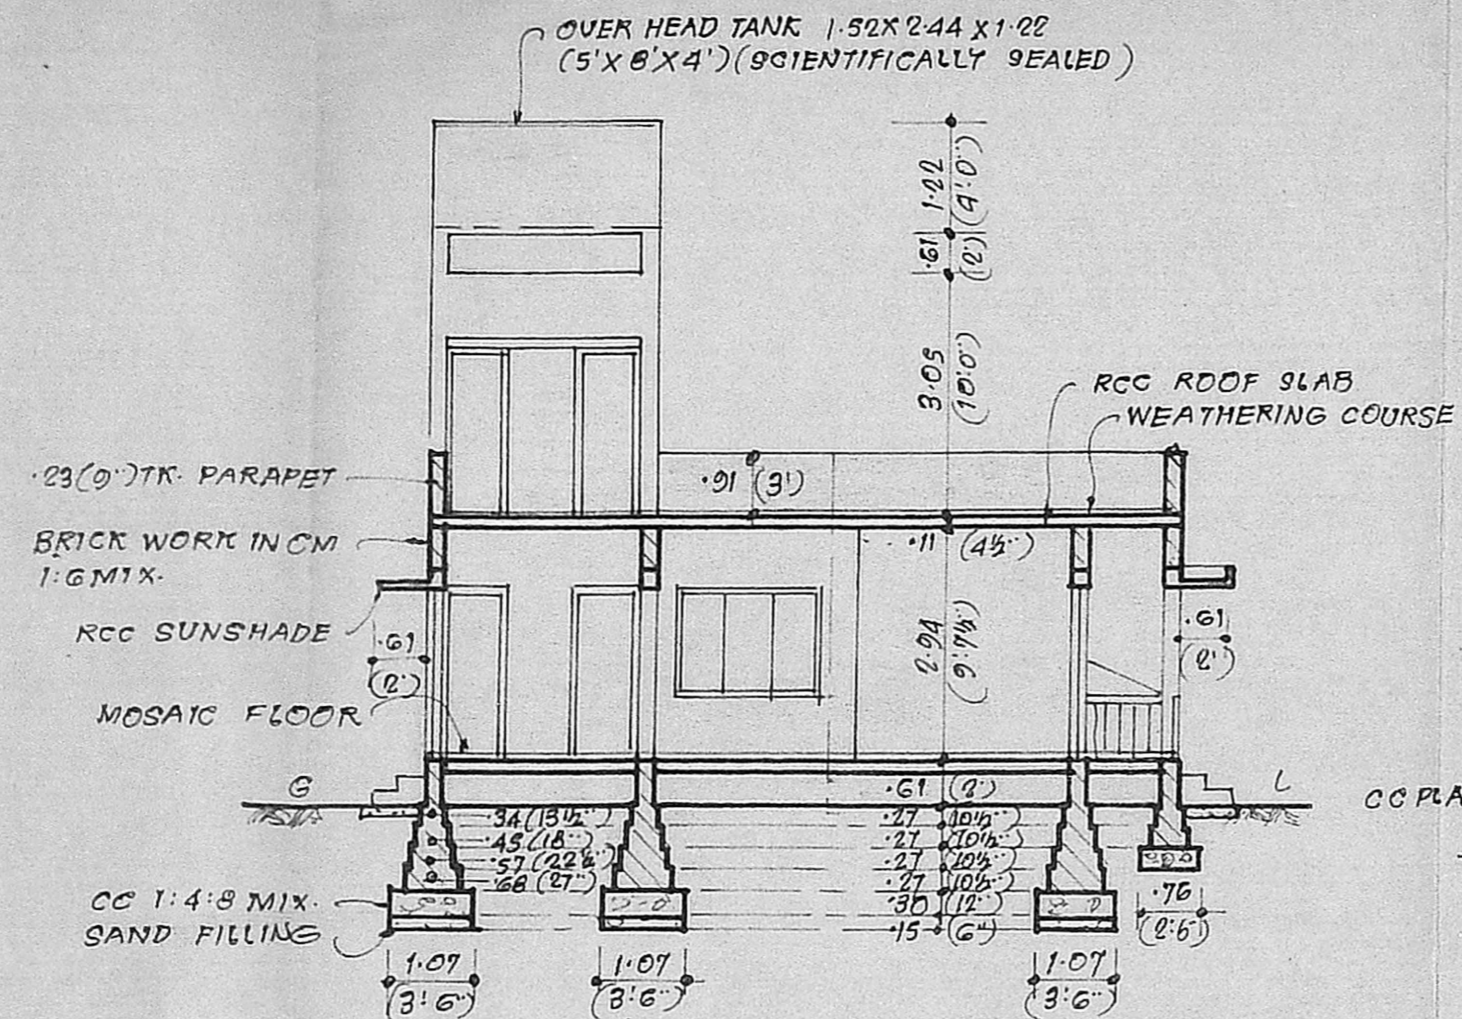 OVER HEAD TANK 1.52X2.44X1.22
(5'X8'X4')(SCIENTIFICALLY SEALED)
1.22
(4'.0")
.61
(2')
3.05
(10'.0")
RCC ROOF SLAB
WEATHERING COURSE
.23(9")TK. PARAPET
.91 (3')
BRICK WORK IN CM
1:6 MIX.
.11 (4½")
RCC SUNSHADE
.61
(2')
2.94
(9'.7½")
.61
(2')
MOSAIC FLOOR
G
L
.61 (2')
CC PLA
.34(13½")
.45(18")
.57(22½")
.68(27")
.27 (10½")
.27 (10½")
.27 (10½")
.27 (10½")
.30 (12")
.15 (6")
CC 1:4:8 MIX.
SAND FILLING
.76
(2'.6")
1.07
(3'.6")
1.07
(3'.6")
1.07
(3'.6")